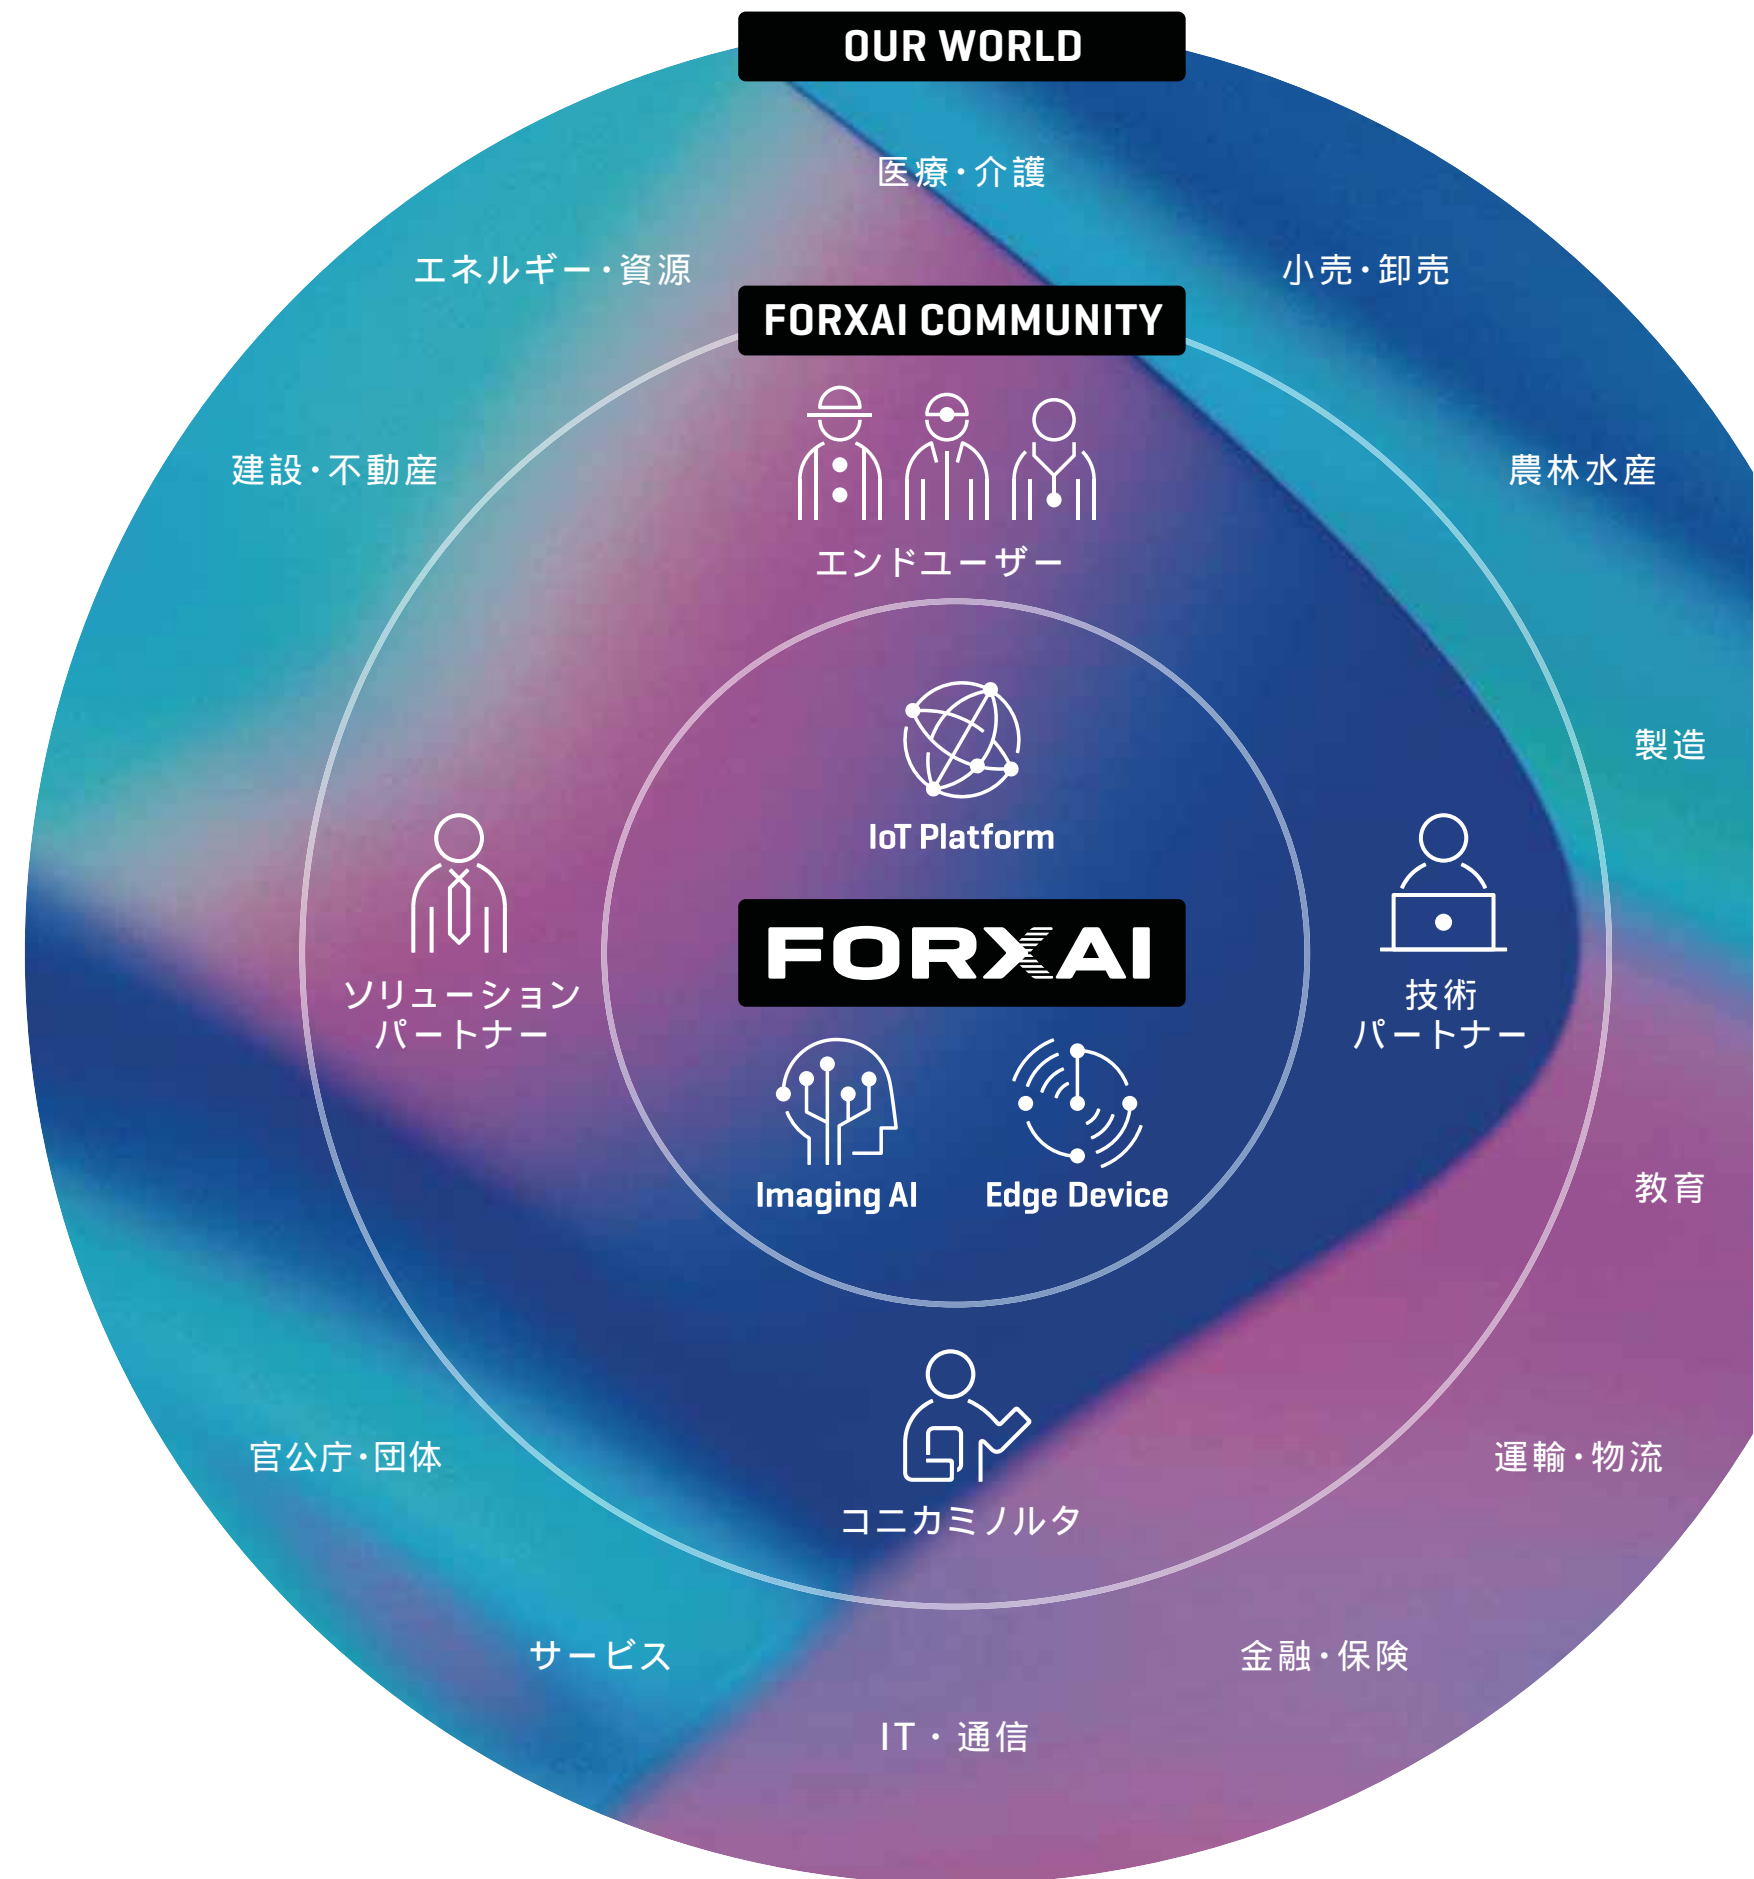 OUR WORLD
医療・介護
エネルギー・資源
小売・卸売
FORXAI COMMUNITY
建設・不動産
農林水産
エンドユーザー
製造
IoT Platform
FORXAI
ソリューション
パートナー
技術
パートナー
Imaging AI
Edge Device
教育
官公庁・団体
運輸・物流
コニカミノルタ
サービス
金融・保険
IT・通信